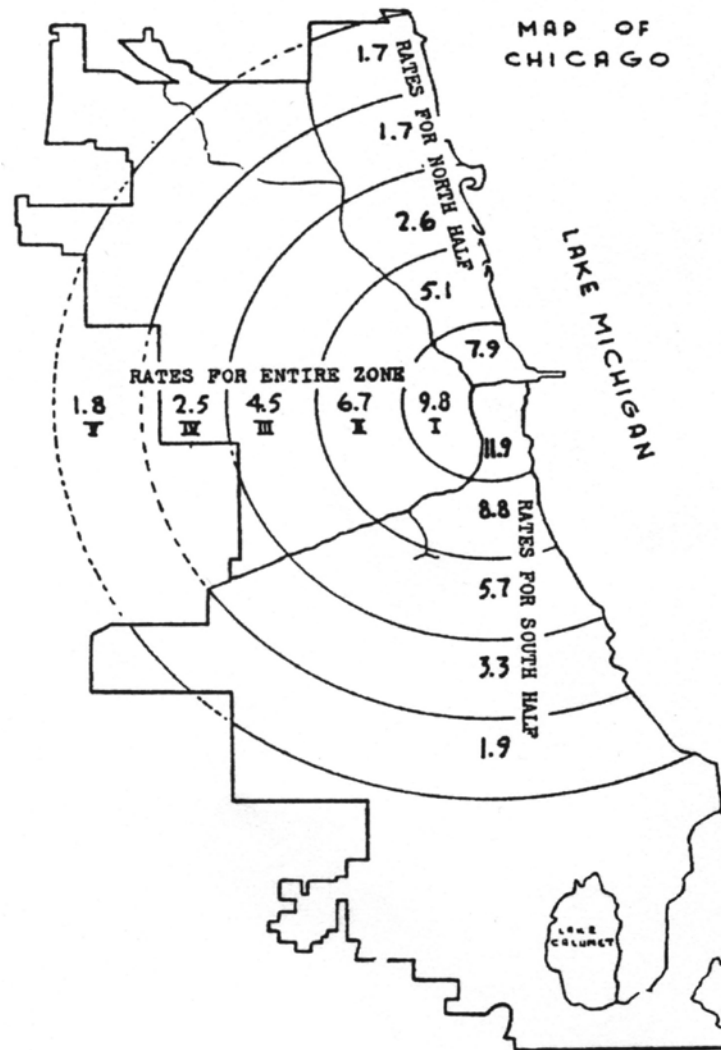 MAP OF
CHICAGO
1.7
RATES FOR NORTH HALF
1.7
2.6
5.1
LAKE MICHIGAN
7.9
RATES FOR ENTIRE ZONE
1.8 2.5 4.5 6.7 9.8
V IV III II I
11.9
8.8
RATES FOR SOUTH HALF
5.7
3.3
1.9
LAKE
CALUMET